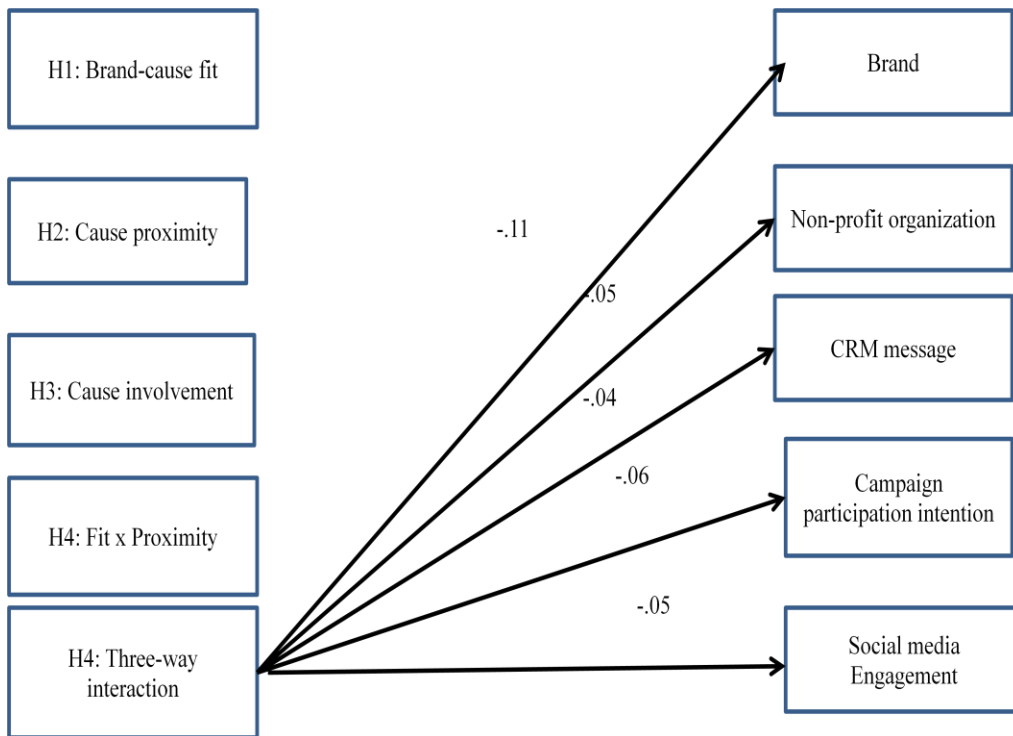 H1: Brand-cause fit
H2: Cause proximity
H3: Cause involvement
H4: Fit x Proximity
H4: Three-way
interaction
-.11
-.05
-.04
-.06
-.05
Brand
Non-profit organization
CRM message
Campaign
participation intention
Social media
Engagement